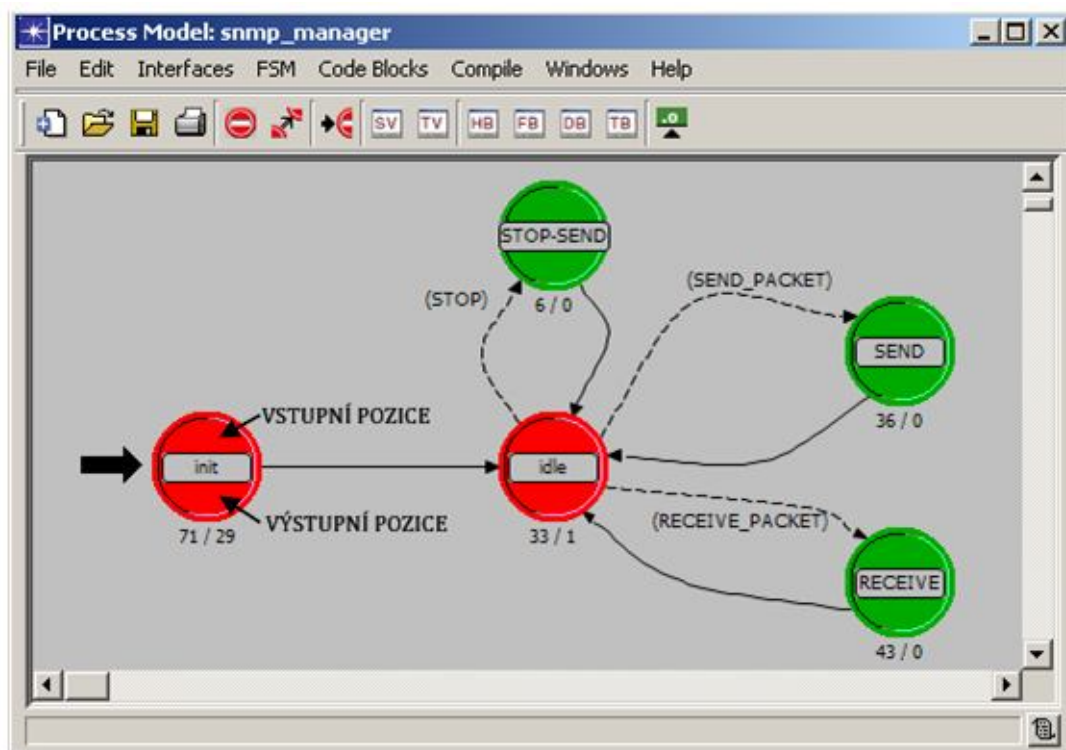 Process Model: snmp_manager
File Edit Interfaces FSM Code Blocks Compile Windows Help
SV TV HB FB DB TB .0
STOP-SEND
6 / 0
(STOP)
(SEND_PACKET)
SEND
36 / 0
VSTUPNÍ POZICE
init
VÝSTUPNÍ POZICE
71 / 29
idle
33 / 1
(RECEIVE_PACKET)
RECEIVE
43 / 0